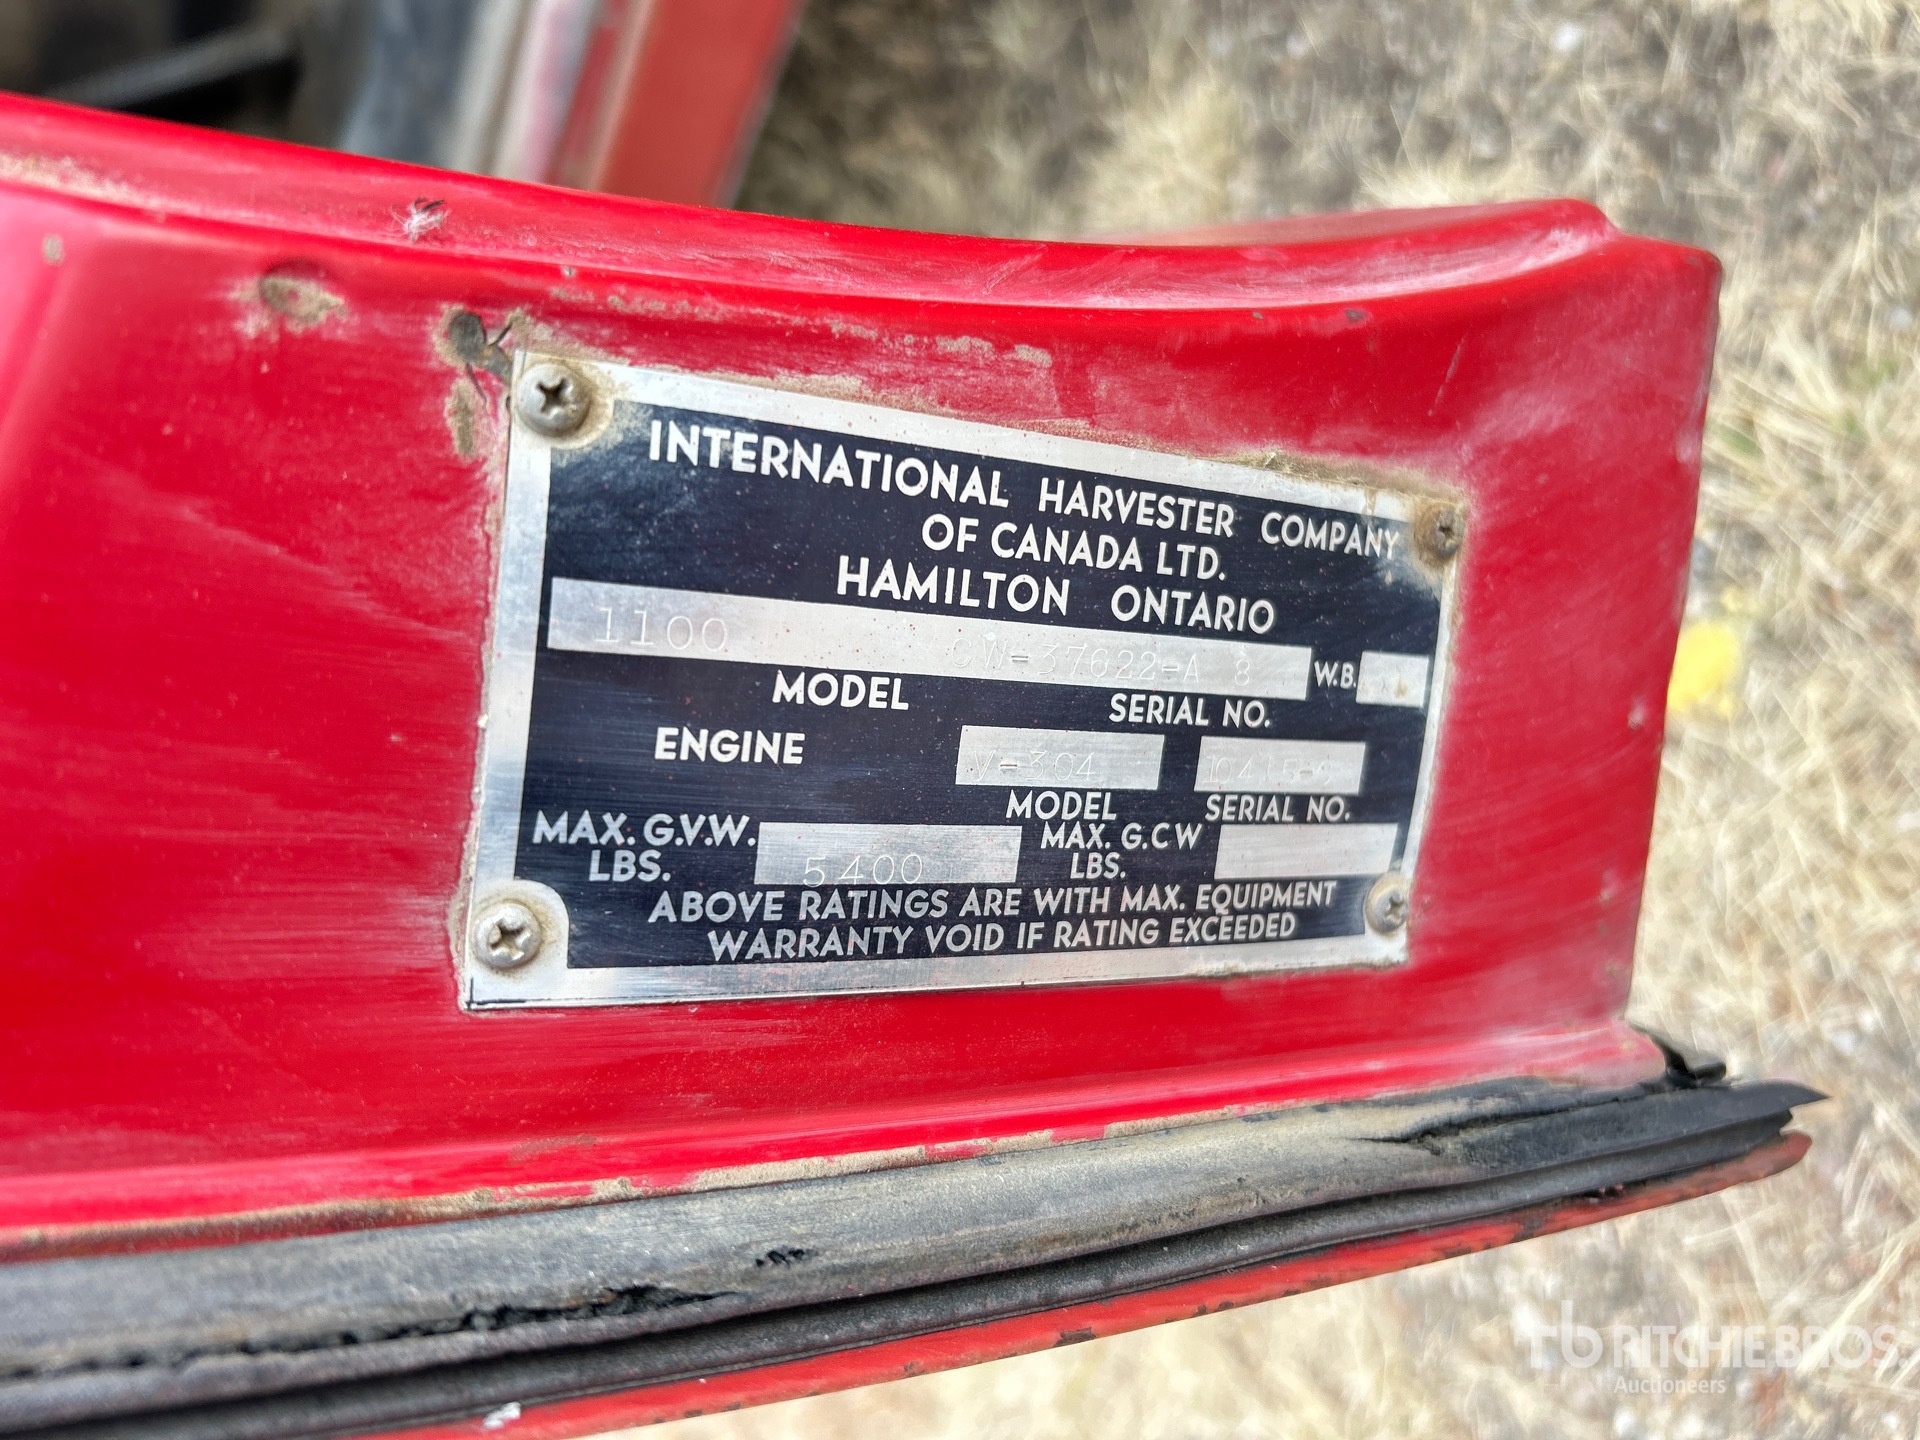 INTERNATIONAL HARVESTER COMPANY
OF CANADA LTD.
HAMILTON ONTARIO
1100 CW-37622-A 8 W.B.
MODEL SERIAL NO.
ENGINE V-304
MODEL SERIAL NO.
MAX. G.V.W. LBS. 5400 MAX. G.C W LBS.
ABOVE RATINGS ARE WITH MAX. EQUIPMENT
WARRANTY VOID IF RATING EXCEEDED
rb RITCHIE BROS.
Auctioneers